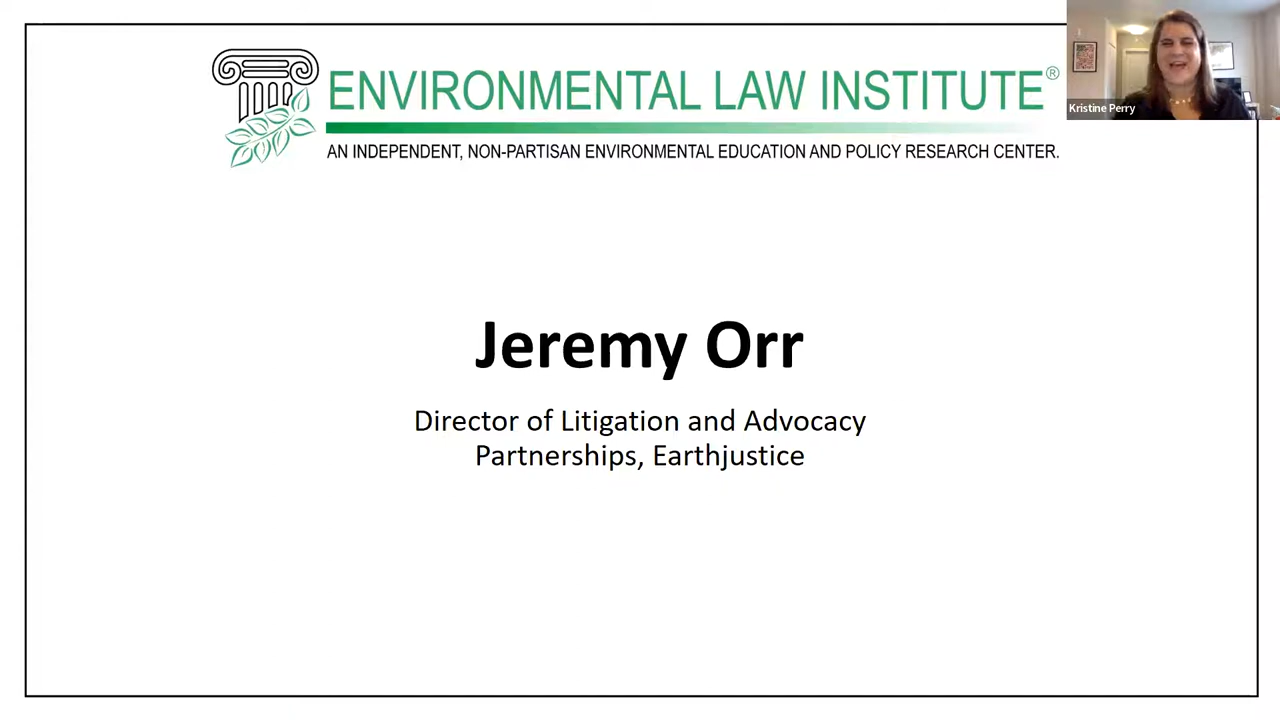 ENVIRONMENTAL LAW INSTITUTE®
AN INDEPENDENT, NON-PARTISAN ENVIRONMENTAL EDUCATION AND POLICY RESEARCH CENTER.
Kristine Perry
Jeremy Orr
Director of Litigation and Advocacy
Partnerships, Earthjustice